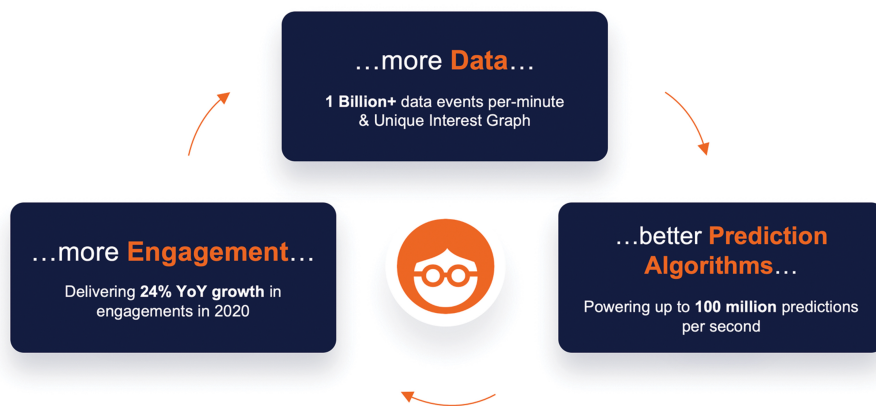 …more Data…
1 Billion+ data events per-minute
& Unique Interest Graph
…more Engagement…
Delivering 24% YoY growth in
engagements in 2020
…better Prediction
Algorithms…
Powering up to 100 million predictions
per second